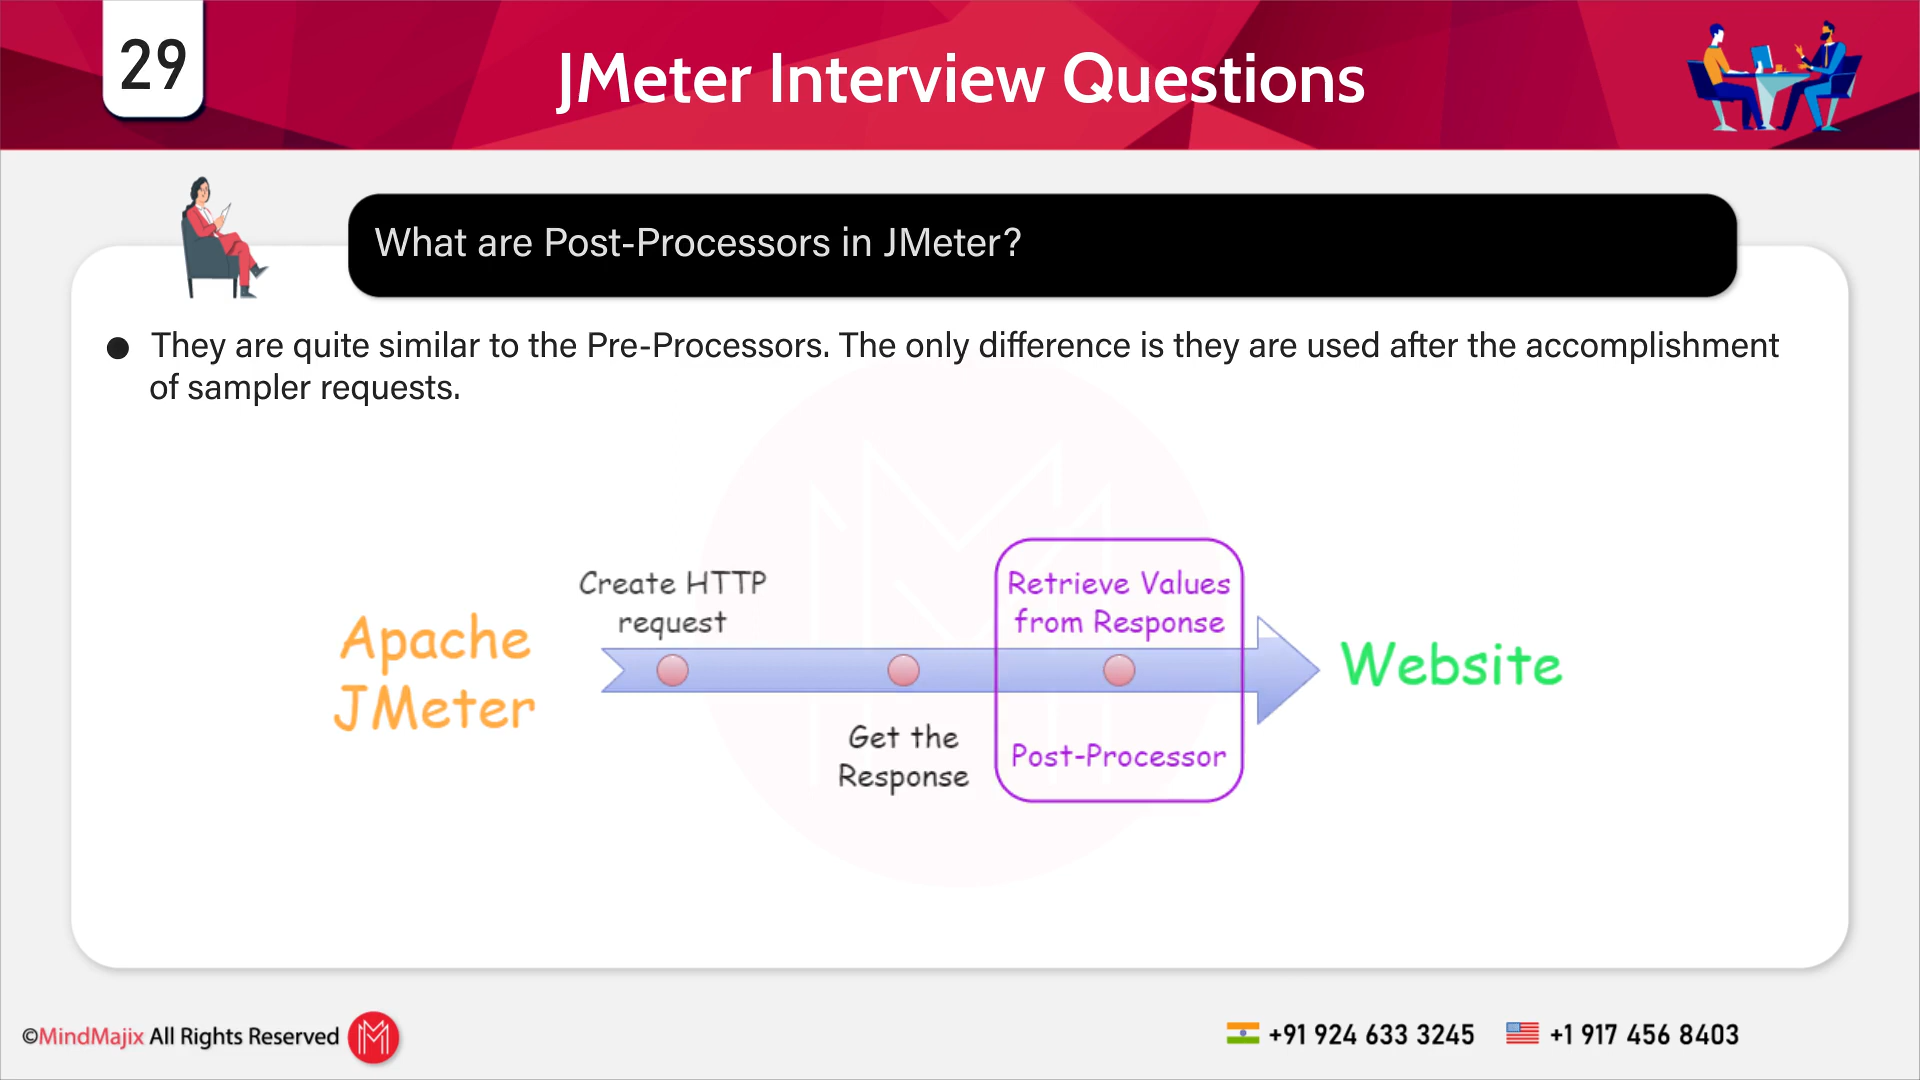 29
JMeter Interview Questions
What are Post-Processors in JMeter?
● They are quite similar to the Pre-Processors. The only difference is they are used after the accomplishment
of sampler requests.
Create HTTP
request
Retrieve Values
from Response
Apache
JMeter
Website
Get the
Response
Post-Processor
©MindMajix All Rights Reserved
+91 924 633 3245
+1 917 456 8403